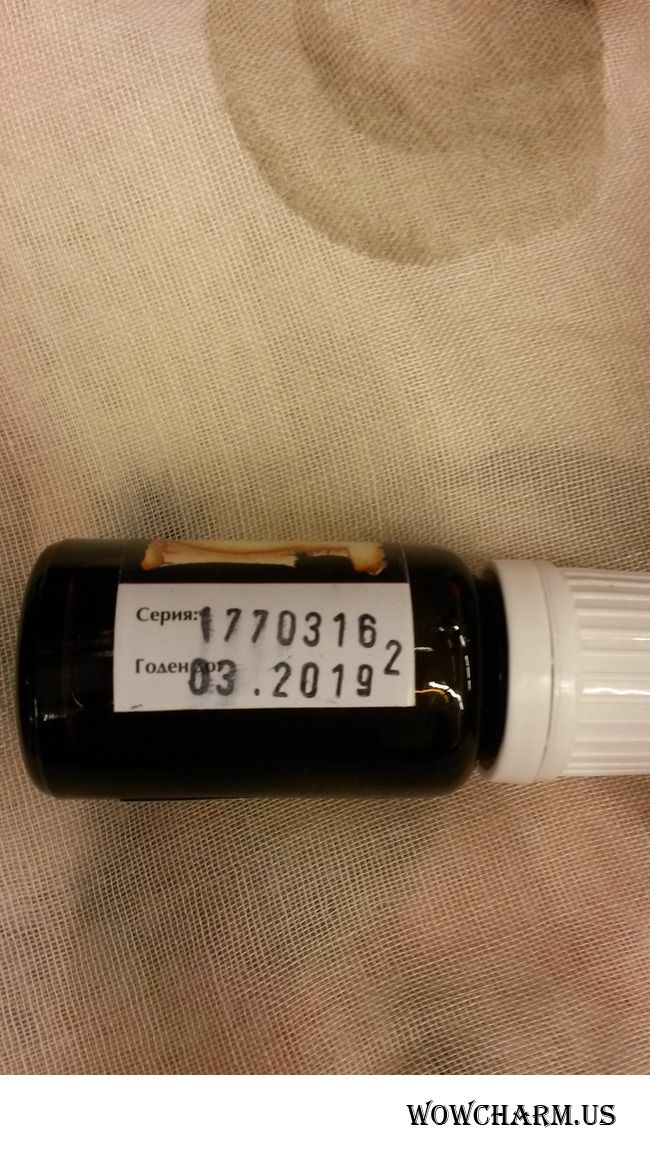 Серия: 1770316 2
Годен до: 03.2019
WOWCHARM.US